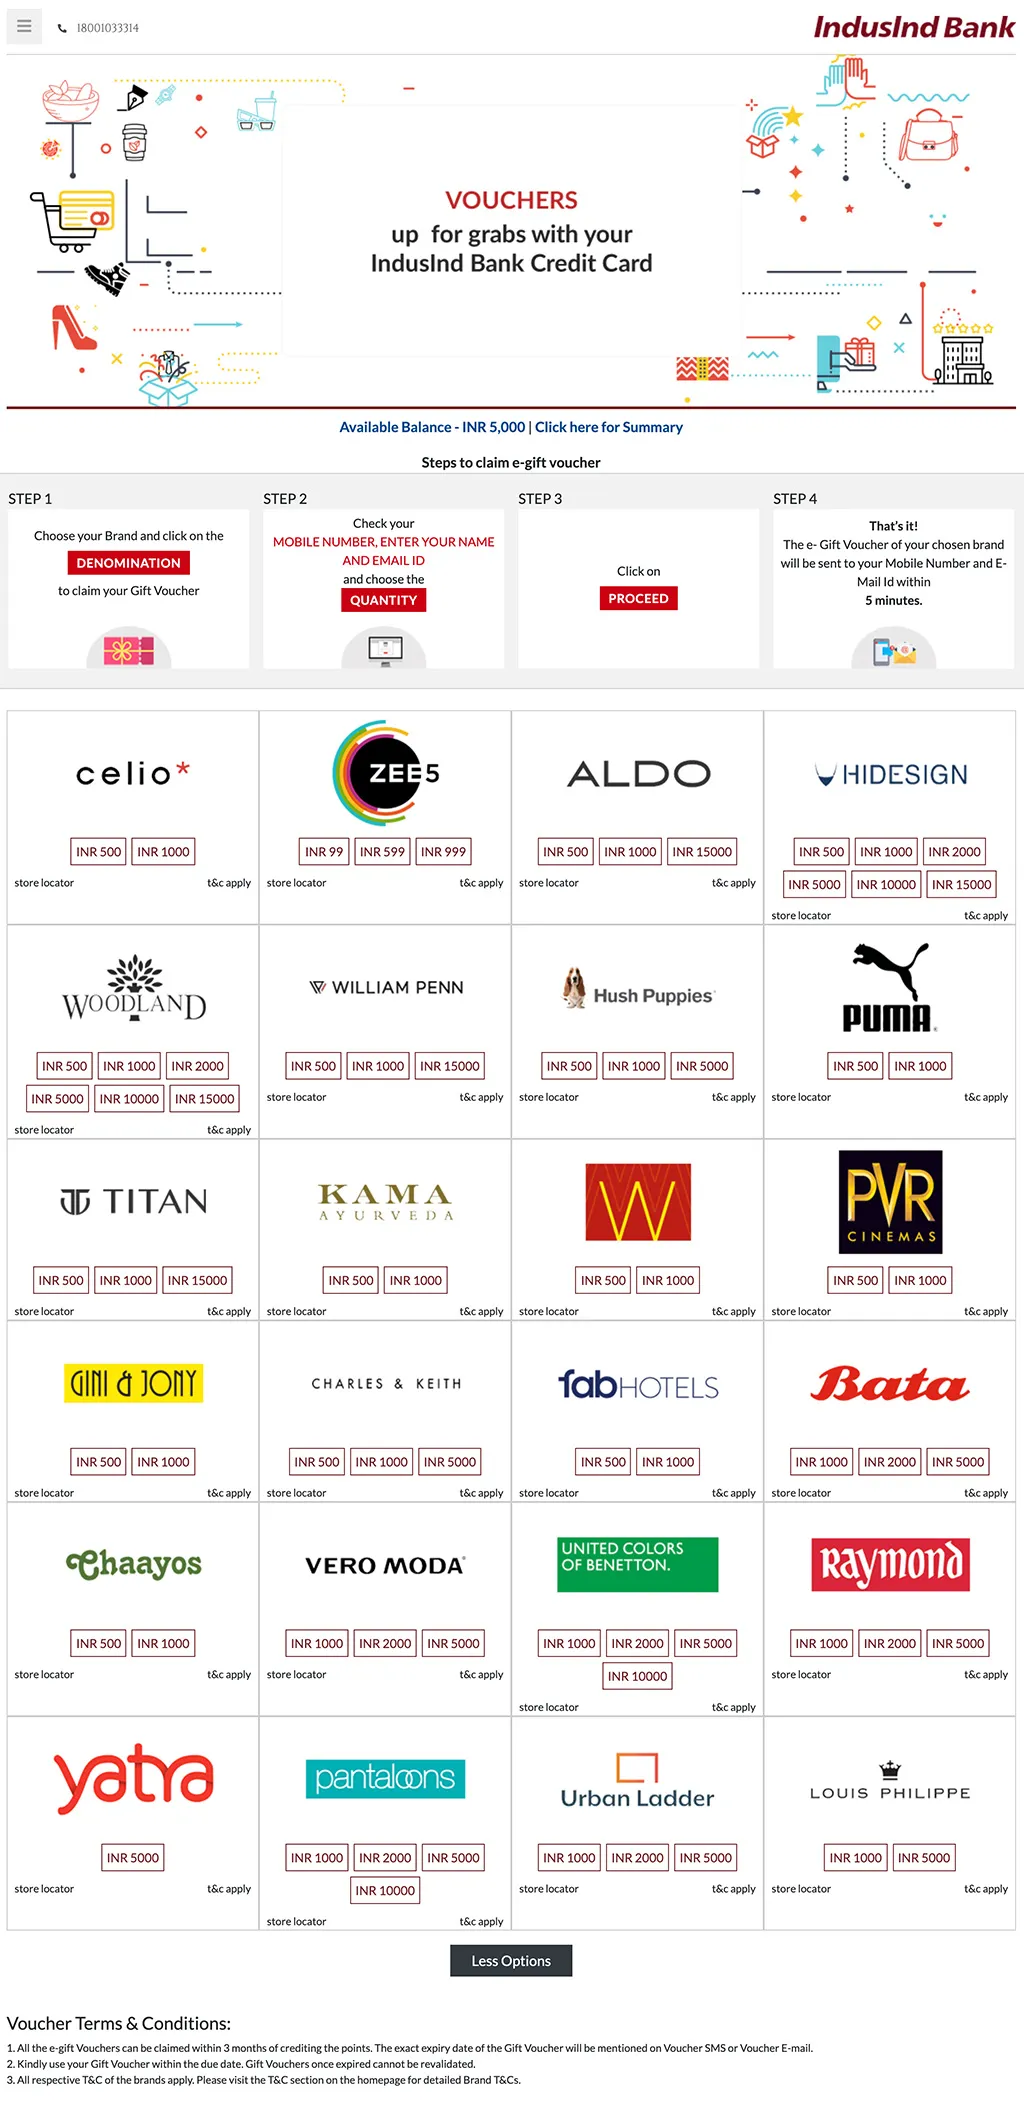 18001033314
IndusInd Bank
VOUCHERS
up for grabs with your
IndusInd Bank Credit Card
Available Balance - INR 5,000 | Click here for Summary
Steps to claim e-gift voucher
STEP 1
Choose your Brand and click on the
DENOMINATION
to claim your Gift Voucher
STEP 2
Check your
MOBILE NUMBER, ENTER YOUR NAME
AND EMAIL ID
and choose the
QUANTITY
STEP 3
Click on
PROCEED
STEP 4
That's it!
The e- Gift Voucher of your chosen brand
will be sent to your Mobile Number and E-
Mail Id within
5 minutes.
celio*
INR 500 INR 1000
store locator t&c apply
ZEE5
INR 99 INR 599 INR 999
store locator t&c apply
ALDO
INR 500 INR 1000 INR 15000
store locator t&c apply
HIDESIGN
INR 500 INR 1000 INR 2000
INR 5000 INR 10000 INR 15000
store locator t&c apply
WOODLAND
INR 500 INR 1000 INR 2000
INR 5000 INR 10000 INR 15000
store locator t&c apply
WILLIAM PENN
INR 500 INR 1000 INR 15000
store locator t&c apply
Hush Puppies
INR 500 INR 1000 INR 5000
store locator t&c apply
PUMA
INR 500 INR 1000
store locator t&c apply
TITAN
INR 500 INR 1000 INR 15000
store locator t&c apply
KAMA
AYURVEDA
INR 500 INR 1000
store locator t&c apply
W
INR 500 INR 1000
store locator t&c apply
PVR
CINEMAS
INR 500 INR 1000
store locator t&c apply
GINI & JONY
INR 500 INR 1000
store locator t&c apply
CHARLES & KEITH
INR 500 INR 1000 INR 5000
store locator t&c apply
fabHOTELS
INR 500 INR 1000
store locator t&c apply
Bata
INR 1000 INR 2000 INR 5000
store locator t&c apply
Chaayos
INR 500 INR 1000
store locator t&c apply
VERO MODA
INR 1000 INR 2000 INR 5000
store locator t&c apply
UNITED COLORS
OF BENETTON.
INR 1000 INR 2000 INR 5000
INR 10000
store locator t&c apply
Raymond
INR 1000 INR 2000 INR 5000
store locator t&c apply
yatra
INR 5000
store locator t&c apply
pantaloons
INR 1000 INR 2000 INR 5000
INR 10000
store locator t&c apply
Urban Ladder
INR 1000 INR 2000 INR 5000
store locator t&c apply
LOUIS PHILIPPE
INR 1000 INR 5000
store locator t&c apply
Less Options
Voucher Terms & Conditions:
1. All the e-gift Vouchers can be claimed within 3 months of crediting the points. The exact expiry date of the Gift Voucher will be mentioned on Voucher SMS or Voucher E-mail.
2. Kindly use your Gift Voucher within the due date. Gift Vouchers once expired cannot be revalidated.
3. All respective T&C of the brands apply. Please visit the T&C section on the homepage for detailed Brand T&Cs.